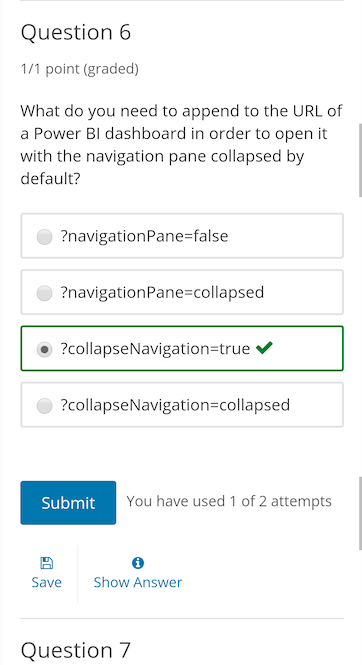 Question 6
1/1 point (graded)
What do you need to append to the URL of
a Power BI dashboard in order to open it
with the navigation pane collapsed by
default?
?navigationPane=false
?navigationPane=collapsed
?collapseNavigation=true
?collapseNavigation=collapsed
Submit You have used 1 of 2 attempts
Save Show Answer
Question 7